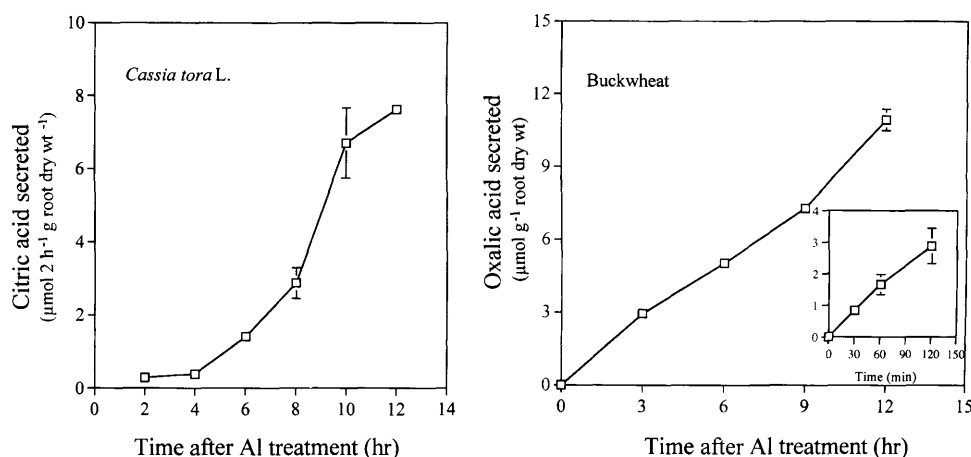 10
8
6
4
2
0
Cassia tora L.
Citric acid secreted
(µmol 2 h⁻¹ g root dry wt ⁻¹)
0 2 4 6 8 10 12 14
Time after Al treatment (hr)
15
12
9
6
3
0
Buckwheat
Oxalic acid secreted
(µmol g⁻¹ root dry wt)
0 3 6 9 12 15
Time after Al treatment (hr)
4
3
2
1
0
0 30 60 90 120 150
Time (min)